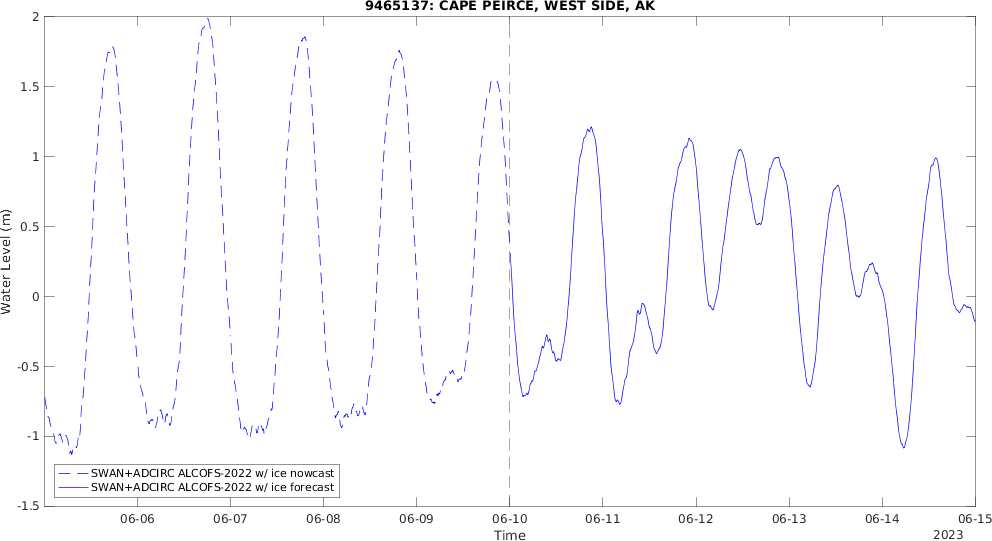 9465137: CAPE PEIRCE, WEST SIDE, AK
2
1.5
1
0.5
0
-0.5
-1
-1.5
Water Level (m)
SWAN+ADCIRC ALCOFS-2022 w/ ice nowcast
SWAN+ADCIRC ALCOFS-2022 w/ ice forecast
06-06 06-07 06-08 06-09 06-10 06-11 06-12 06-13 06-14 06-15
Time
2023